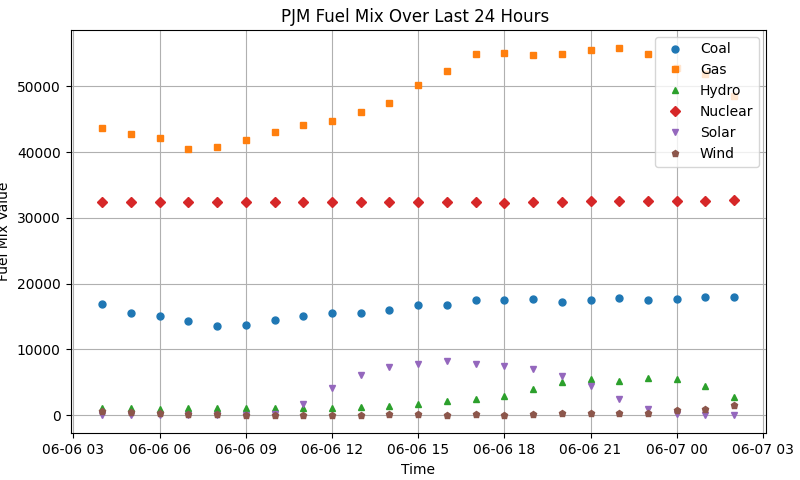 PJM Fuel Mix Over Last 24 Hours
Coal
Gas
Hydro
Nuclear
Solar
Wind
50000
40000
30000
20000
10000
0
Fuel Mix Value
06-06 03 06-06 06 06-06 09 06-06 12 06-06 15 06-06 18 06-06 21 06-07 00 06-07 03
Time